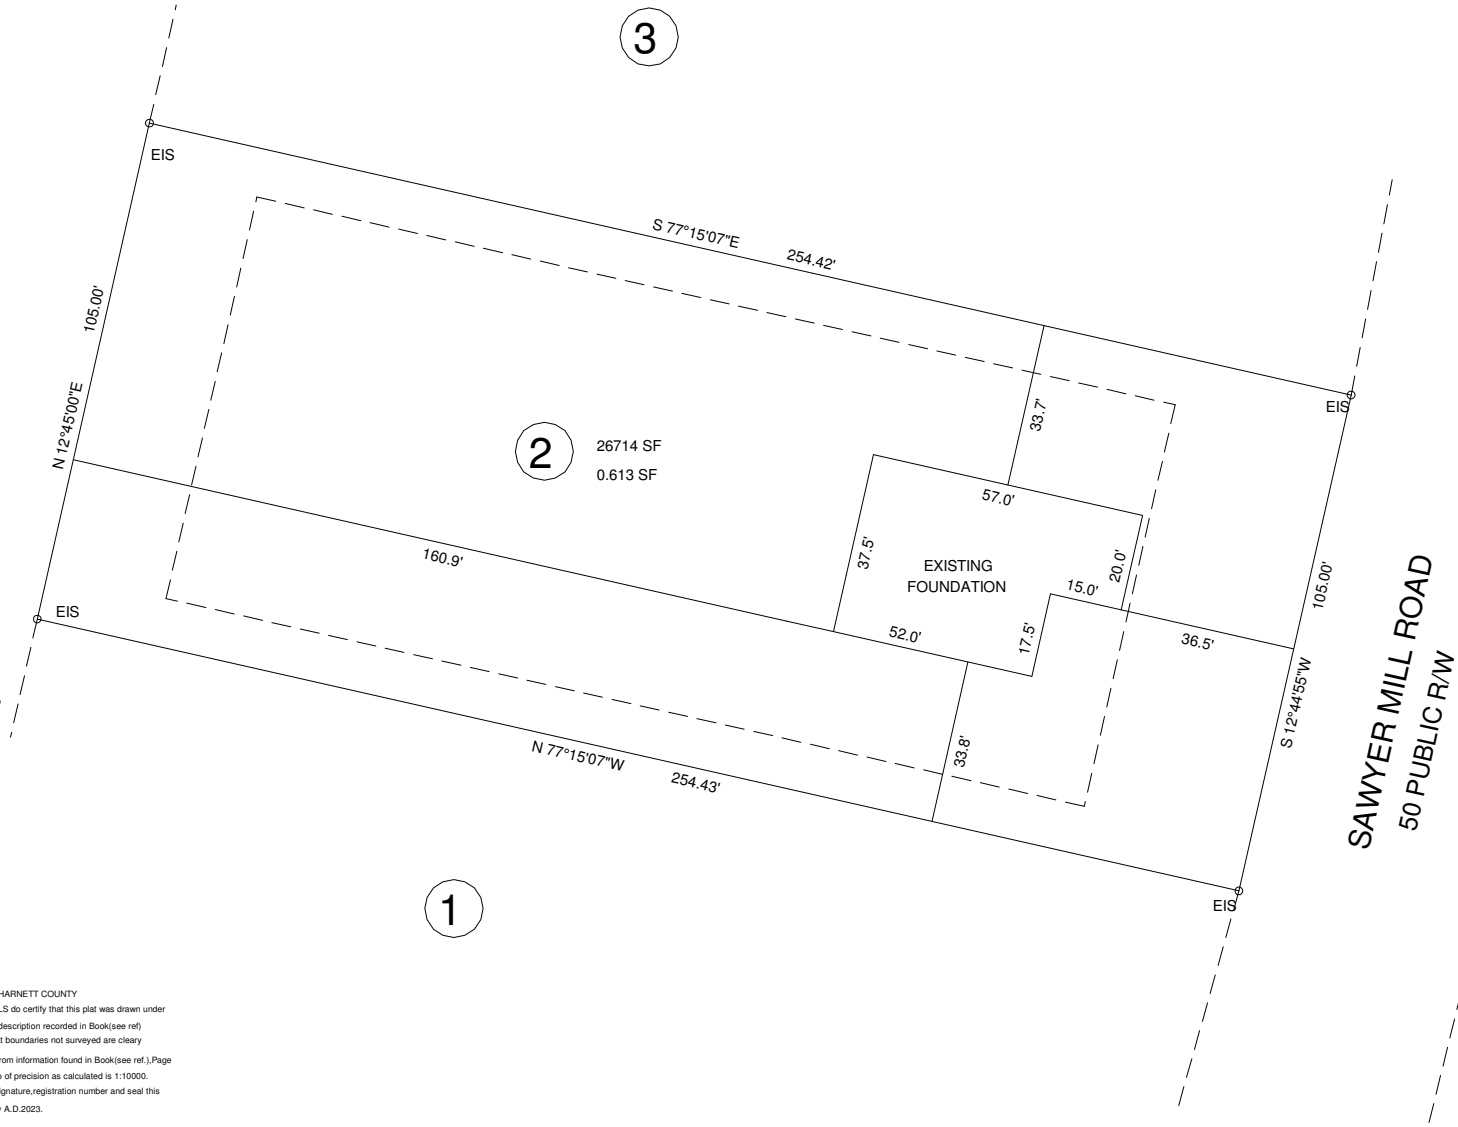 3
EIS
S 77°15'07"E
254.42'
105.00'
N 12°45'00"E
EIS
33.7'
2
26714 SF
0.613 SF
57.0'
37.5'
EXISTING
FOUNDATION
20.0'
15.0'
160.9'
52.0'
17.5'
36.5'
105.00'
S 12°44'55"W
EIS
SAWYER MILL ROAD
50 PUBLIC R/W
33.8'
N 77°15'07"W
254.43'
1
EIS
HARNETT COUNTY
LS do certify that this plat was drawn under
description recorded in Book(see ref)
t boundaries not surveyed are cleary
rom information found in Book(see ref.),Page
of precision as calculated is 1:10000.
ignature,registration number and seal this
A.D.2023.